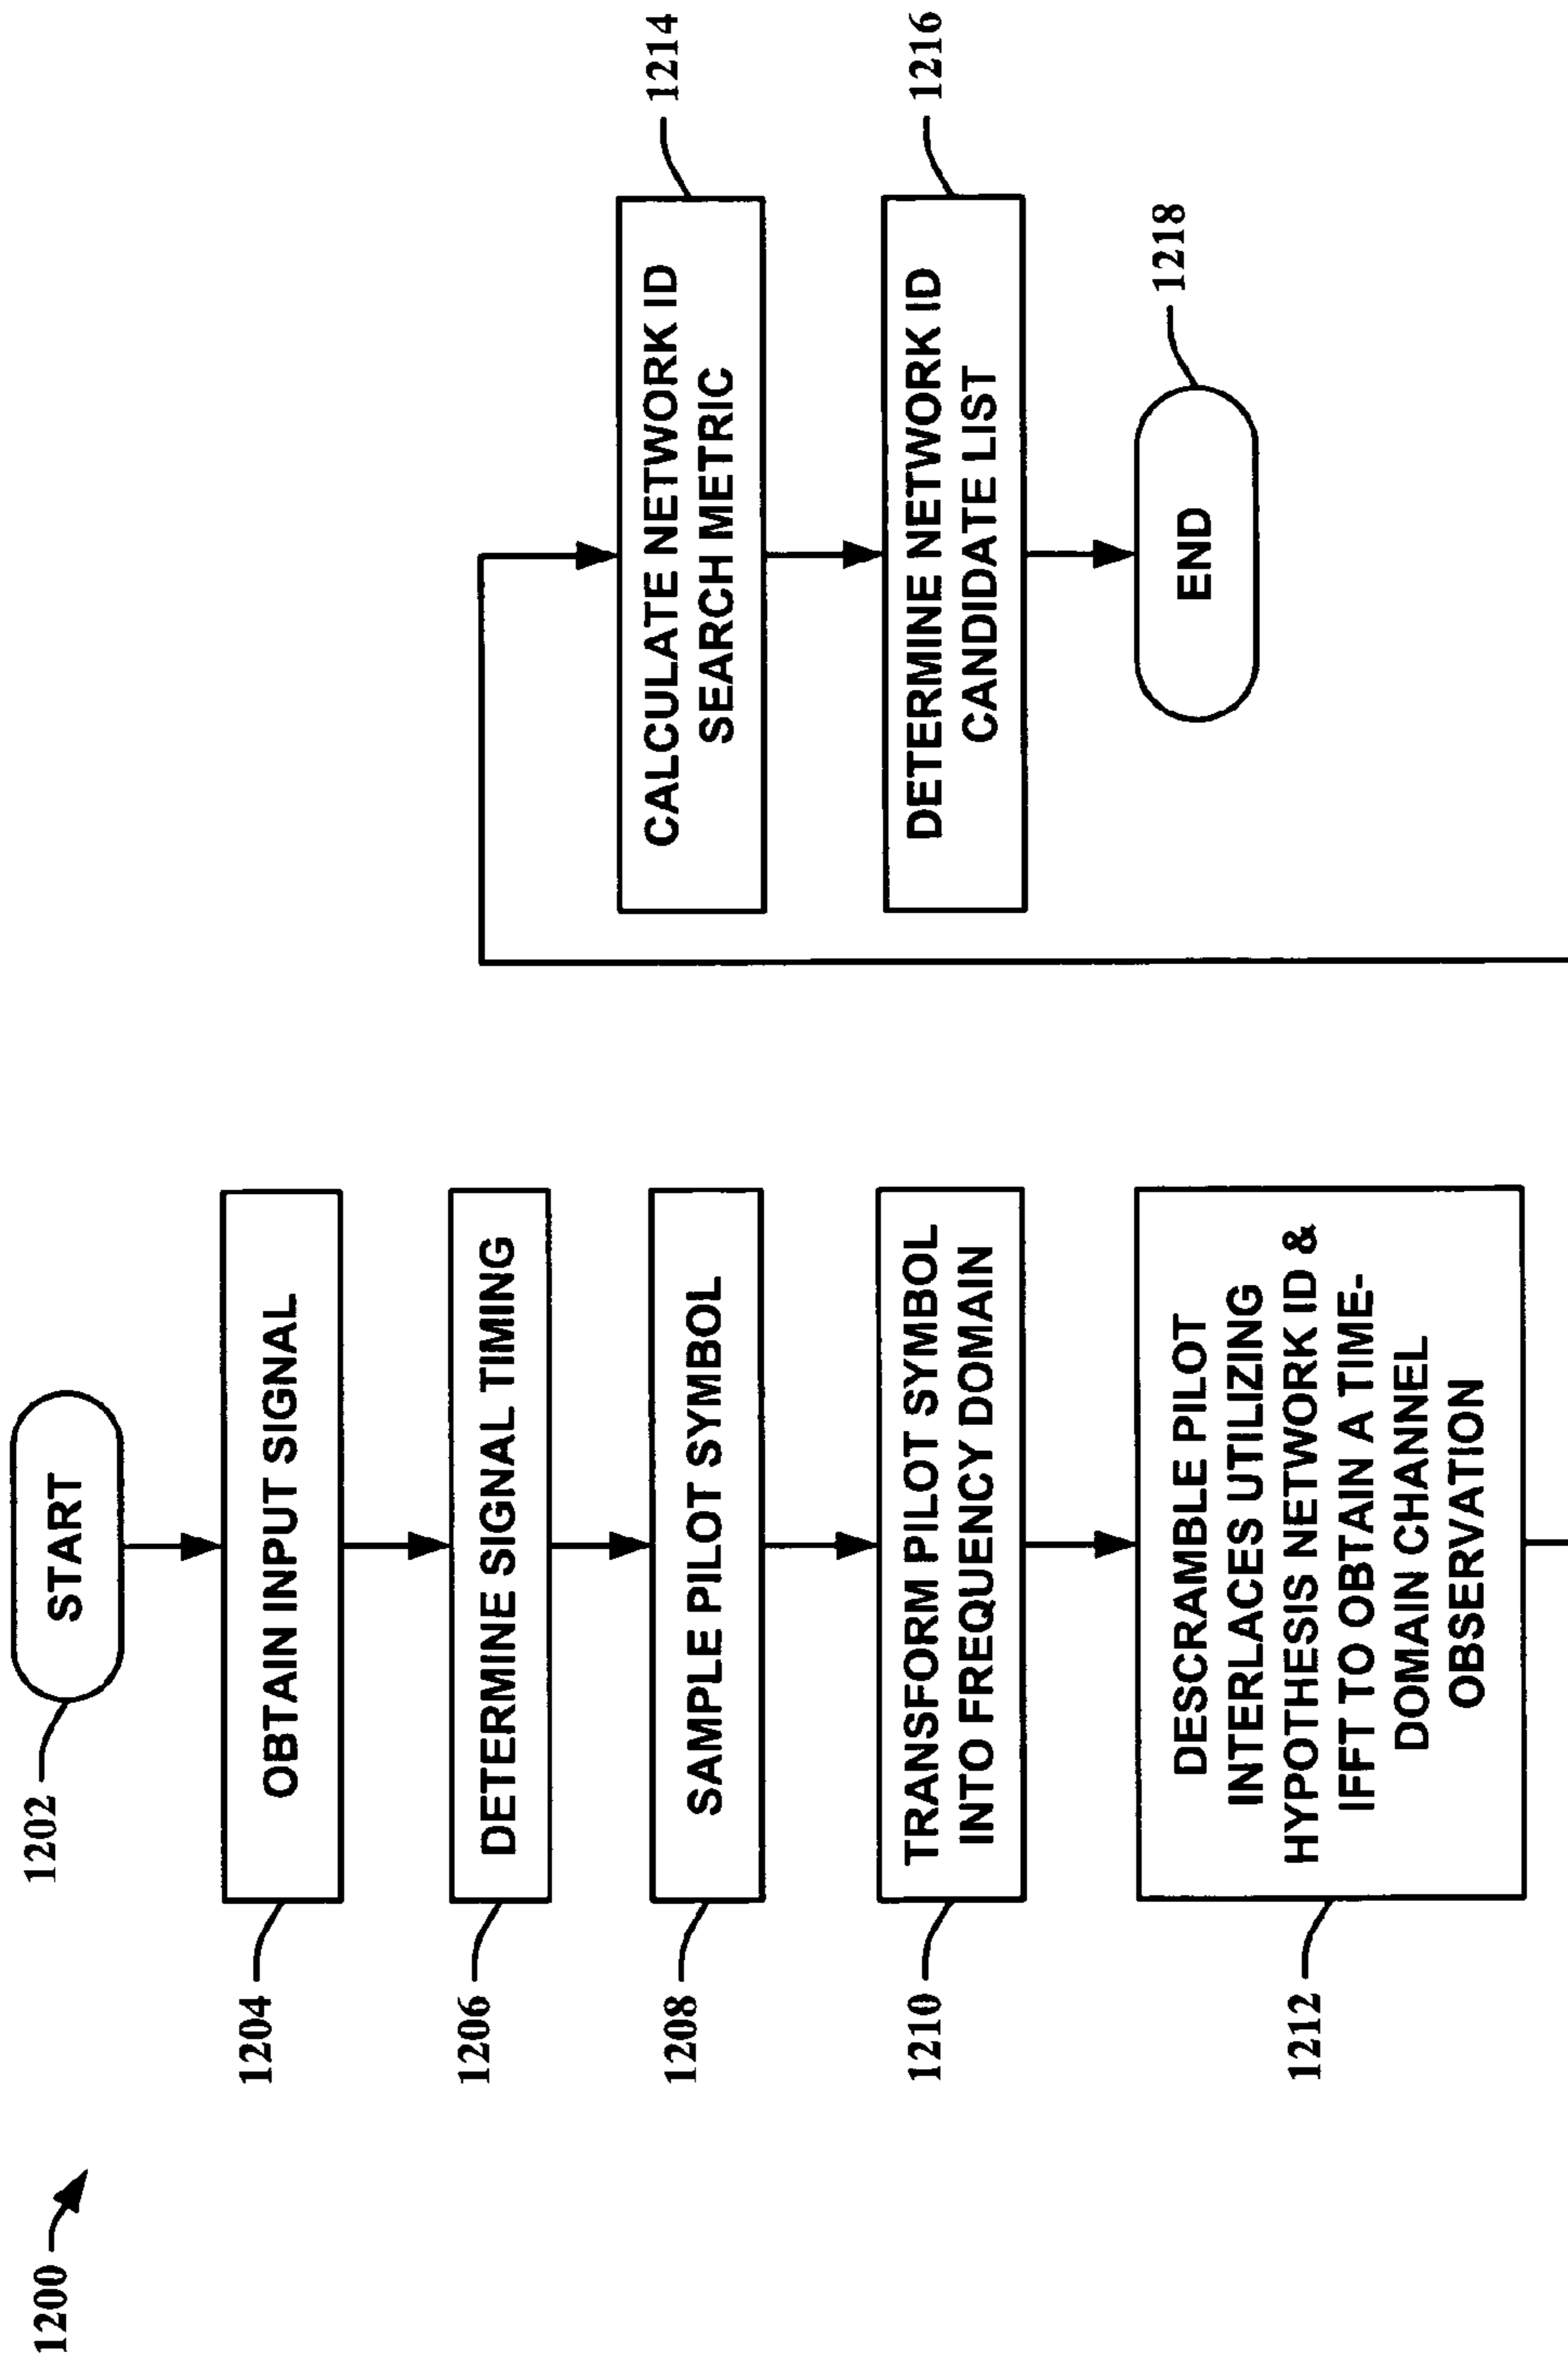 1200
1202
START
1204
OBTAIN INPUT SIGNAL
1206
DETERMINE SIGNAL TIMING
1208
SAMPLE PILOT SYMBOL
1210
TRANSFORM PILOT SYMBOL
INTO FREQUENCY DOMAIN
1212
DESCRAMBLE PILOT
INTERLACES UTILIZING
HYPOTHESIS NETWORK ID &
IFFT TO OBTAIN A TIME-
DOMAIN CHANNEL
OBSERVATION
1214
CALCULATE NETWORK ID
SEARCH METRIC
1216
DETERMINE NETWORK ID
CANDIDATE LIST
1218
END